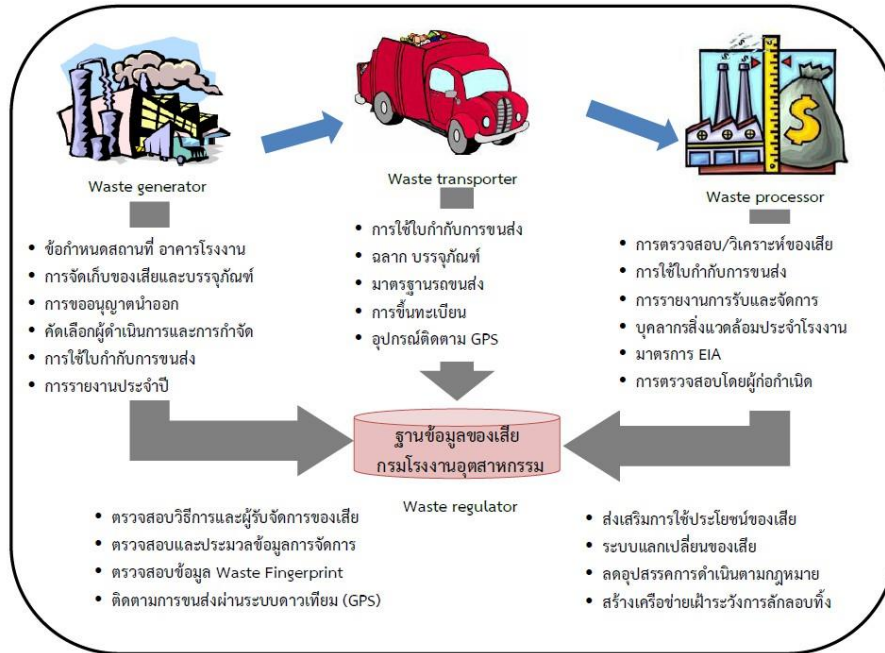 Waste generator
• ข้อกำหนดสถานที่ อาคารโรงงาน
• การจัดเก็บของเสียและบรรจุภัณฑ์
• การขออนุญาตนำออก
• คัดเลือกผู้ดำเนินการและการกำจัด
• การใช้ใบกำกับการขนส่ง
• การรายงานประจำปี
Waste transporter
• การใช้ใบกำกับการขนส่ง
• ฉลาก บรรจุภัณฑ์
• มาตรฐานรถขนส่ง
• การขึ้นทะเบียน
• อุปกรณ์ติดตาม GPS
$
Waste processor
• การตรวจสอบ/วิเคราะห์ของเสีย
• การใช้ใบกำกับการขนส่ง
• การรายงานการรับและจัดการ
• บุคลากรสิ่งแวดล้อมประจำโรงงาน
• มาตรการ EIA
• การตรวจสอบโดยผู้ก่อกำเนิด
ฐานข้อมูลของเสีย
กรมโรงงานอุตสาหกรรม
Waste regulator
• ตรวจสอบวิธีการและผู้รับจัดการของเสีย
• ตรวจสอบและประมวลข้อมูลการจัดการ
• ตรวจสอบข้อมูล Waste Fingerprint
• ติดตามการขนส่งผ่านระบบดาวเทียม (GPS)
• ส่งเสริมการใช้ประโยชน์ของเสีย
• ระบบแลกเปลี่ยนของเสีย
• ลดอุปสรรคการดำเนินตามกฎหมาย
• สร้างเครือข่ายเฝ้าระวังการลักลอบทิ้ง